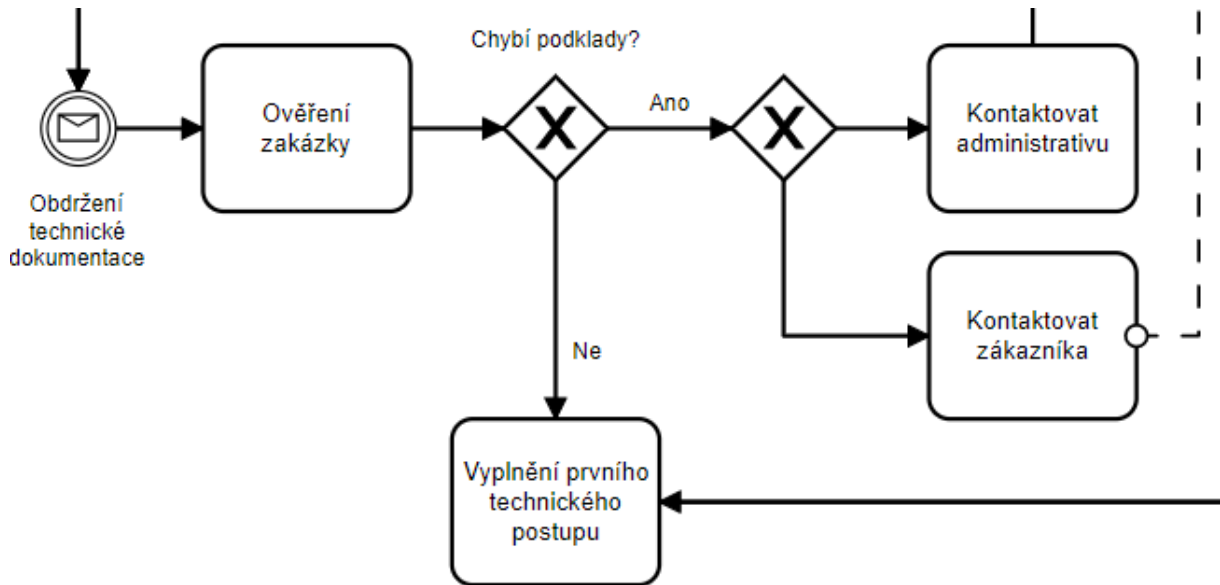 Chybí podklady?
Ověření
zakázky
Ano
Kontaktovat
administrativu
Obdržení
technické
dokumentace
Kontaktovat
zákazníka
Ne
Vyplnění prvního
technického
postupu